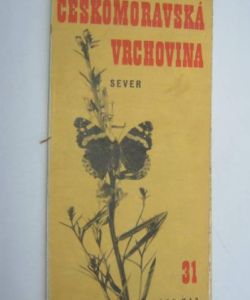 ČESKOMORAVSKÁ
VRCHOVINA
SEVER
31